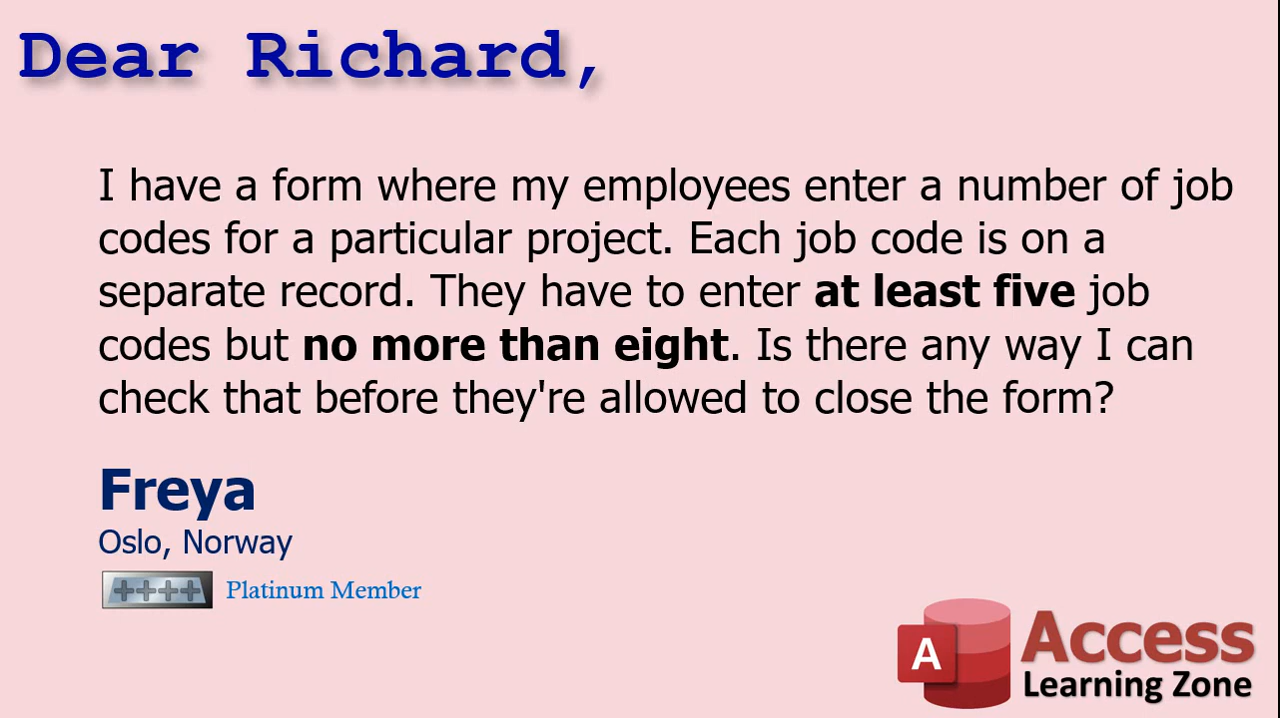 Dear Richard,
I have a form where my employees enter a number of job
codes for a particular project. Each job code is on a
separate record. They have to enter at least five job
codes but no more than eight. Is there any way I can
check that before they're allowed to close the form?
Freya
Oslo, Norway
++++ Platinum Member
A Access
Learning Zone